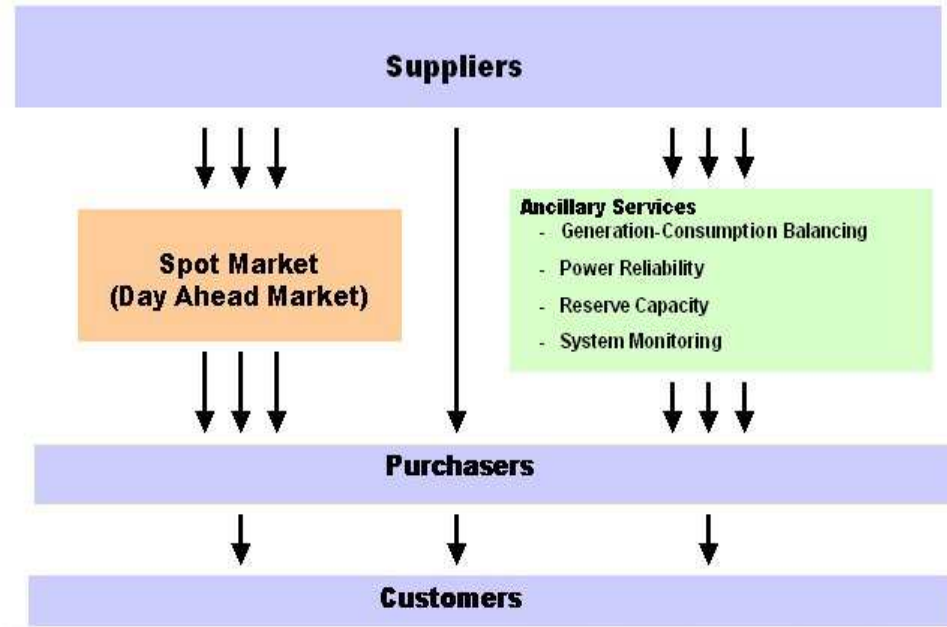 Suppliers
Spot Market
(Day Ahead Market)
Ancillary Services
- Generation-Consumption Balancing
- Power Reliability
- Reserve Capacity
- System Monitoring
Purchasers
Customers